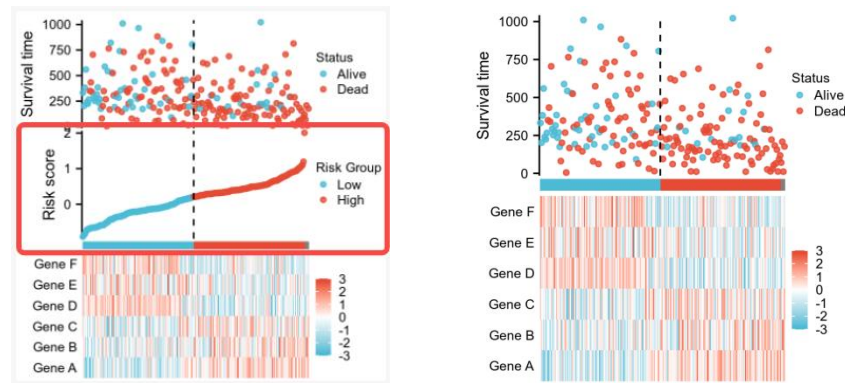 Survival time
1000
750
500
250
Status
Alive
Dead
Risk score
2
1
0
Risk Group
Low
High
Gene F
Gene E
Gene D
Gene C
Gene B
Gene A
3
2
1
0
-1
-2
-3
Survival time
1000
750
500
250
0
Status
Alive
Dead
Gene F
Gene E
Gene D
Gene C
Gene B
Gene A
3
2
1
0
-1
-2
-3